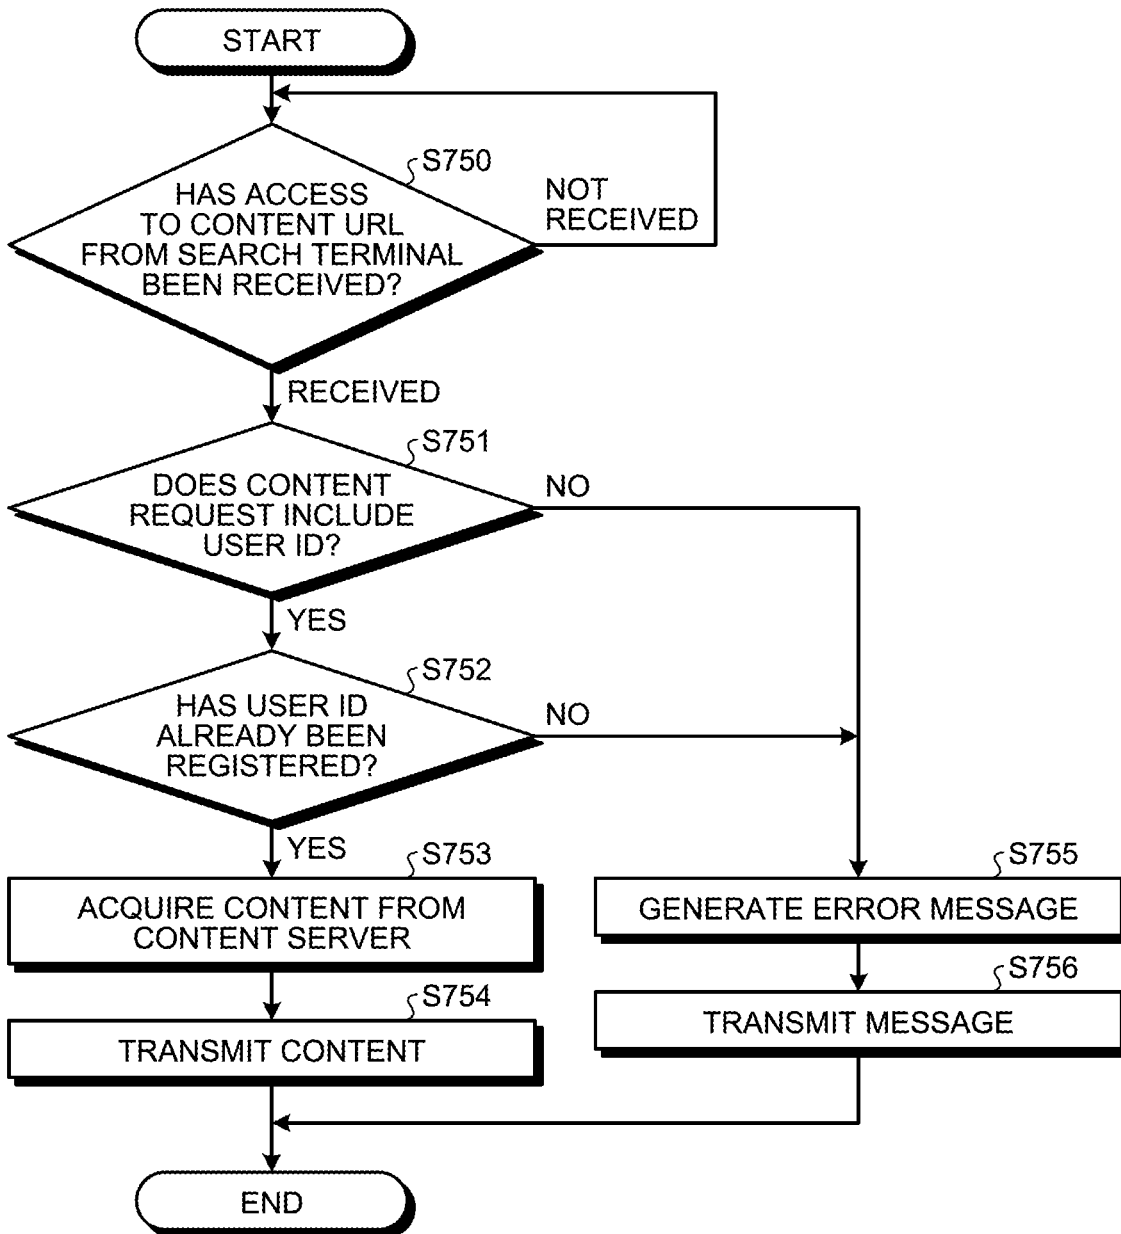 START
S750
HAS ACCESS
TO CONTENT URL
FROM SEARCH TERMINAL
BEEN RECEIVED?
NOT
RECEIVED
RECEIVED
S751
DOES CONTENT
REQUEST INCLUDE
USER ID?
NO
YES
S752
HAS USER ID
ALREADY BEEN
REGISTERED?
NO
YES
S753
ACQUIRE CONTENT FROM
CONTENT SERVER
S755
GENERATE ERROR MESSAGE
S754
TRANSMIT CONTENT
S756
TRANSMIT MESSAGE
END